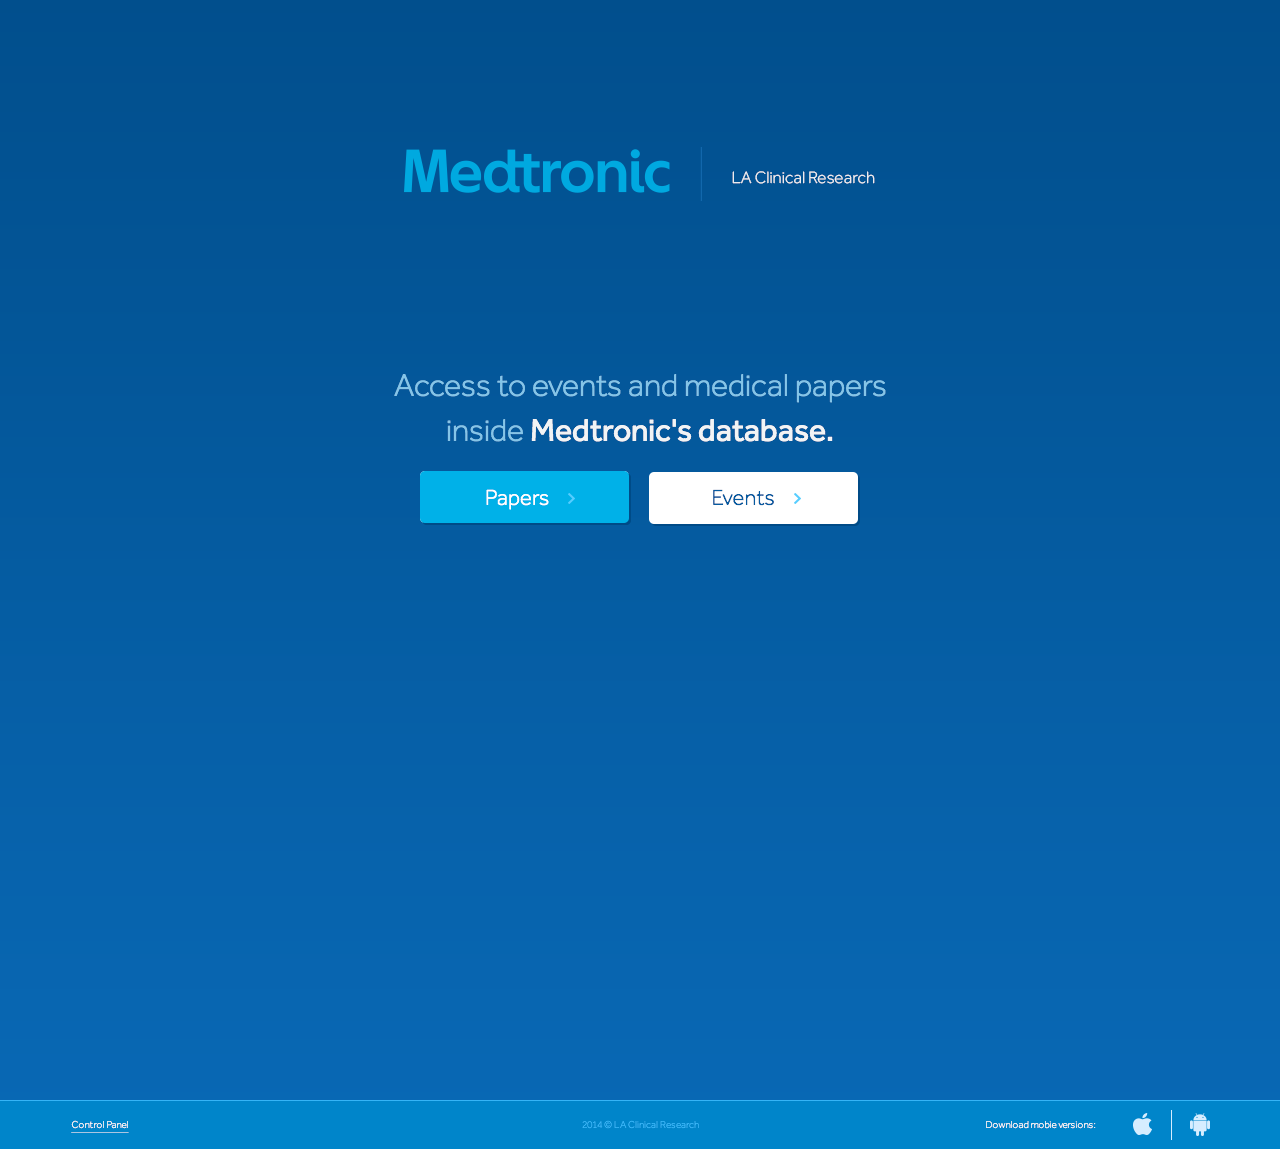 Medtronic
LA Clinical Research
Access to events and medical papers
inside Medtronic's database.
Papers
Events
Control Panel
2014 © LA Clinical Research
Download mobie versions: